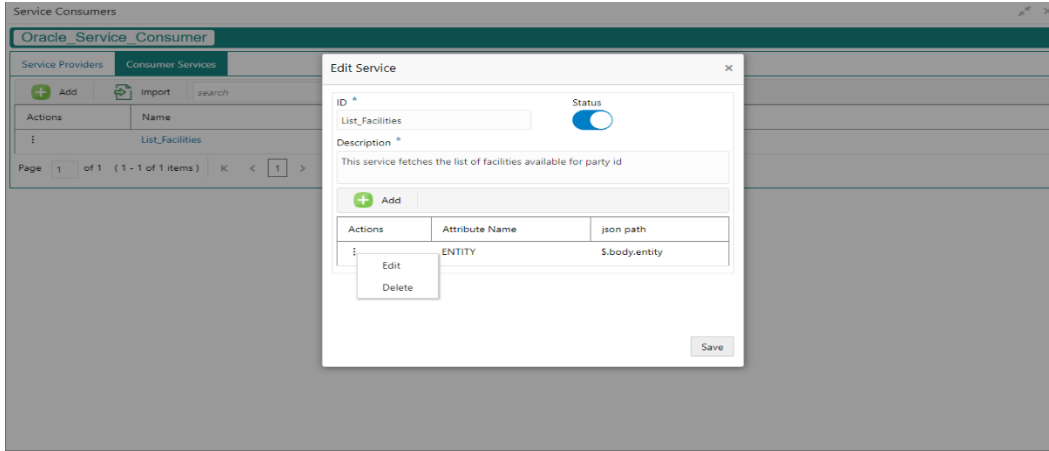 Service Consumers
Oracle_Service_Consumer
Service Providers Consumer Services
Add Import search
Actions Name
List_Facilities
Page 1 of 1 (1 - 1 of 1 items) K < 1 >
Edit Service ×
ID *
Status
List_Facilities
Description *
This service fetches the list of facilities available for party id
Add
Actions Attribute Name json path
ENTITY $.body.entity
Edit
Delete
Save